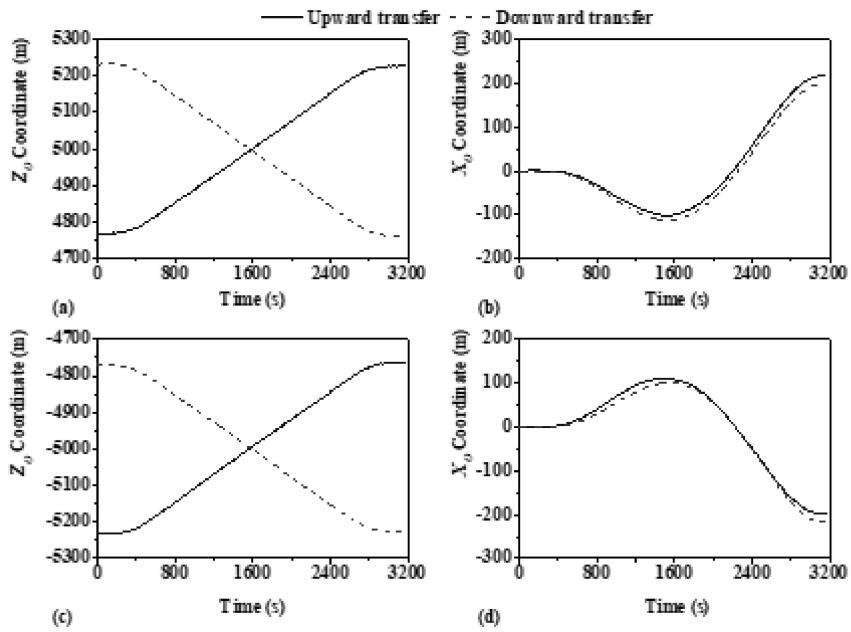 Upward transfer Downward transfer
5300
5200
5100
5000
4900
4800
4700
Z_O Coordinate (m)
0 800 1600 2400 3200
Time (s)
(a)
300
200
100
0
-100
-200
X_O Coordinate (m)
0 800 1600 2400 3200
Time (s)
(b)
-4700
-4800
-4900
-5000
-5100
-5200
-5300
Z_O Coordinate (m)
0 800 1600 2400 3200
Time (s)
(c)
200
100
0
-100
-200
300
X_O Coordinate (m)
0 800 1600 2400 3200
Time (s)
(d)